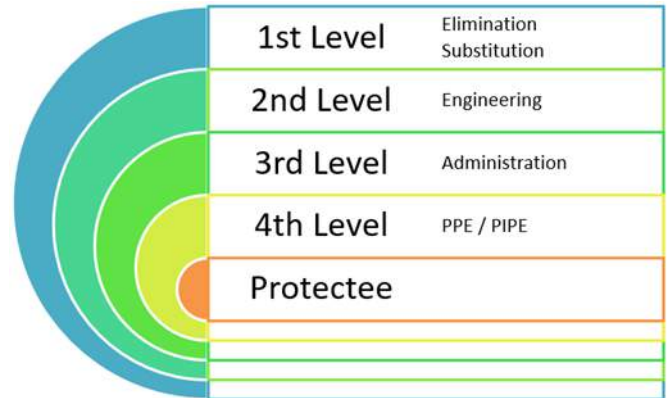 1st Level
Elimination
Substitution
2nd Level
Engineering
3rd Level
Administration
4th Level
PPE / PIPE
Protectee